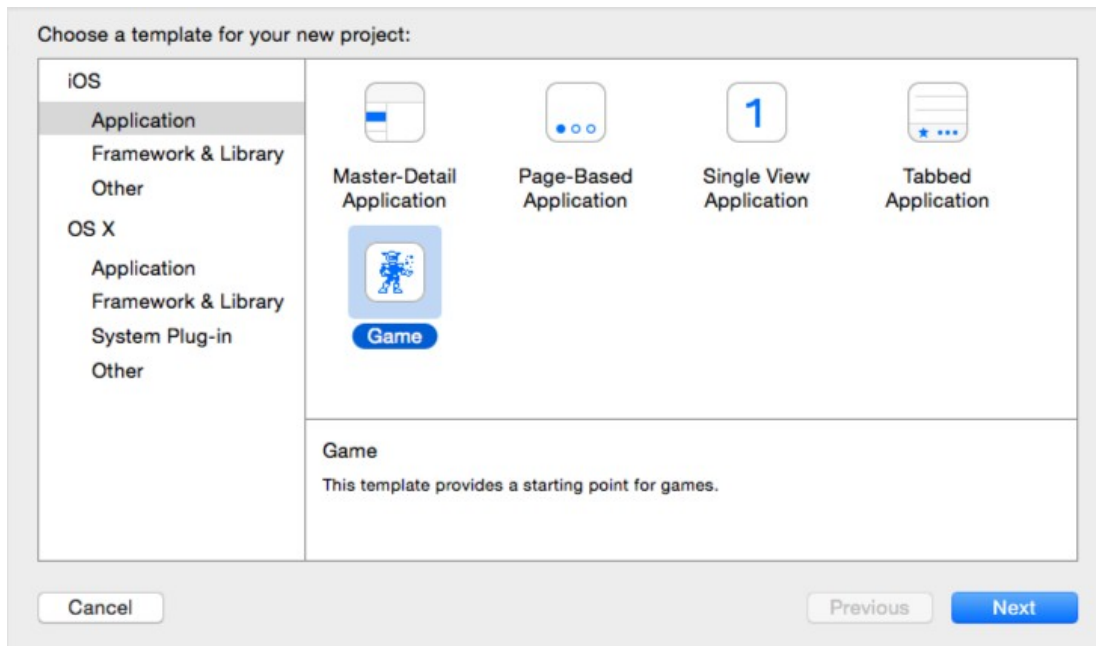 Choose a template for your new project:
iOS
Application
Framework & Library
Other
OS X
Application
Framework & Library
System Plug-in
Other
Master-Detail
Application
Page-Based
Application
1
Single View
Application
Tabbed
Application
Game
Game
This template provides a starting point for games.
Cancel
Previous
Next